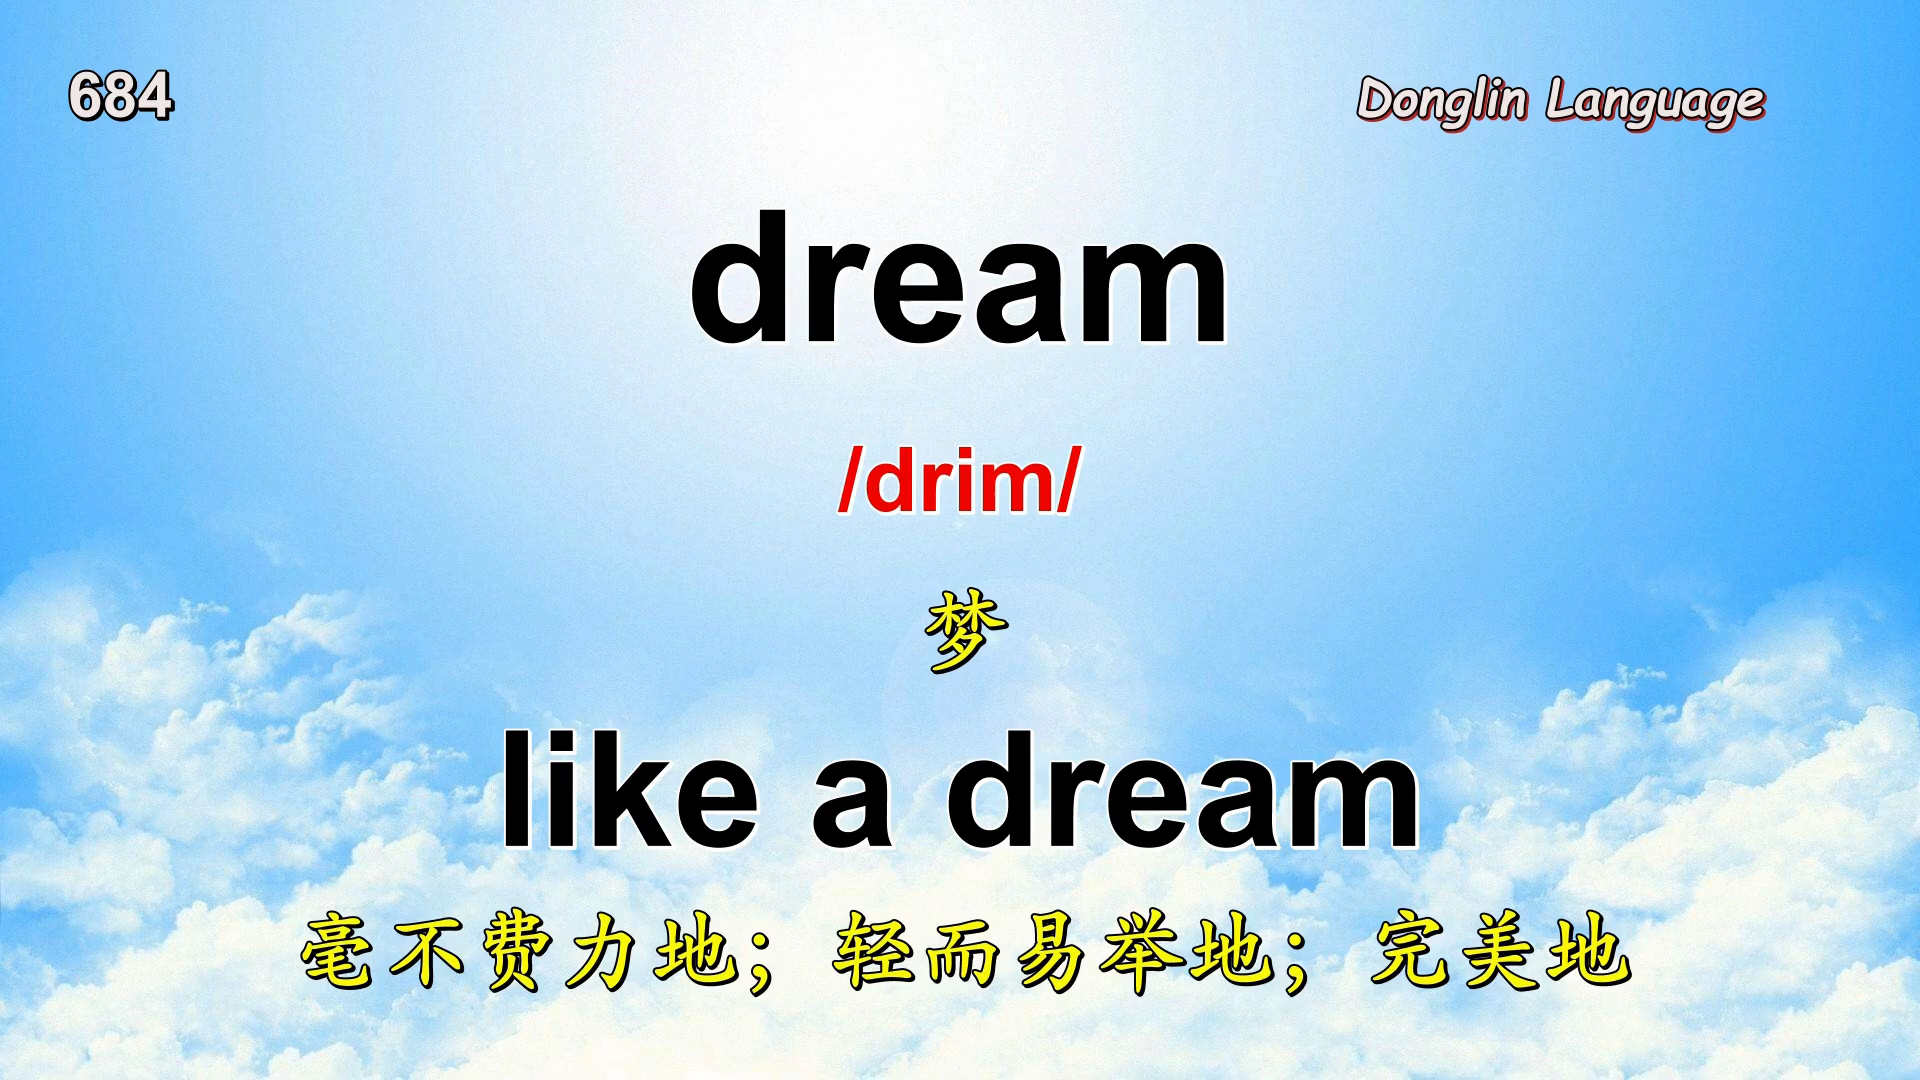 684
Donglin Language
dream
/drim/
梦
like a dream
毫不费力地；轻而易举地；完美地